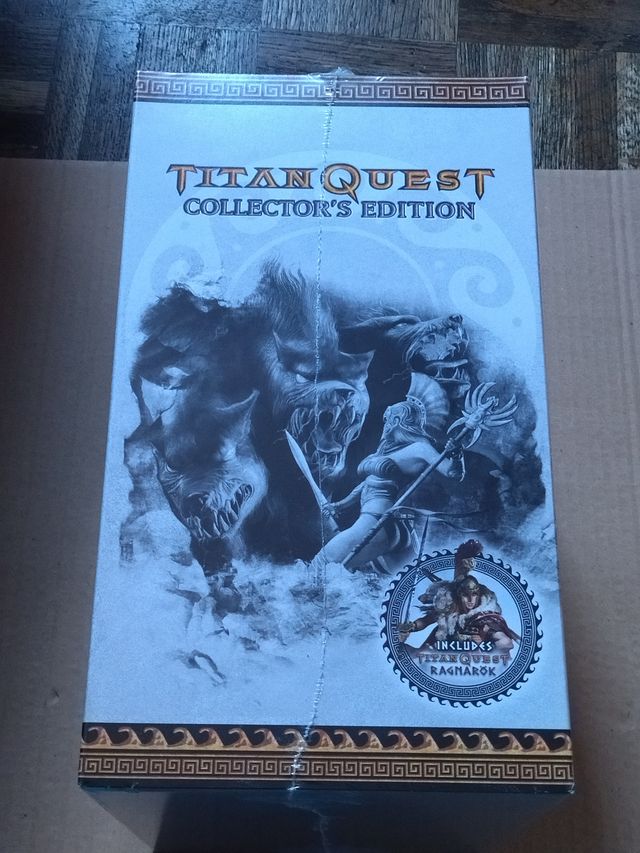 TITAN QUEST
COLLECTOR'S EDITION
INCLUDES
TITAN QUEST
RAGNARÖK